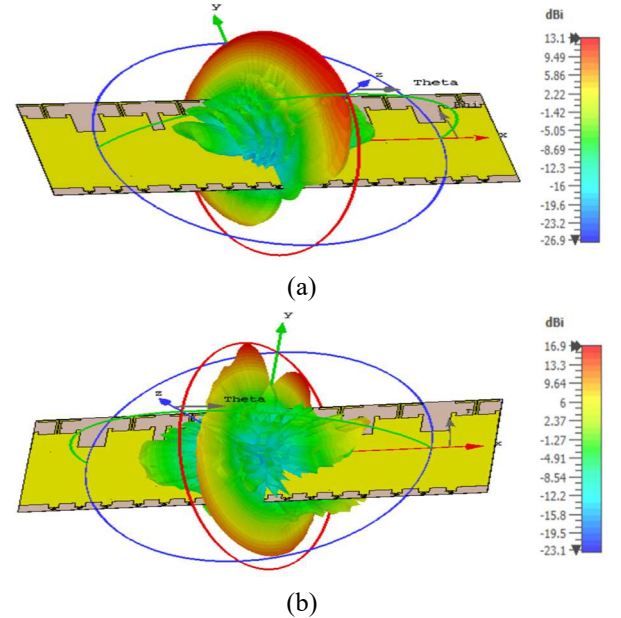 y
dBi
13.1
9.49
5.86
2.22
-1.42
-5.05
-8.69
-12.3
-16
-19.6
-23.2
-26.9
z
Theta
x
(a)
y
dBi
16.9
13.3
9.64
6
2.37
-1.27
-4.91
-8.54
-12.2
-15.8
-19.5
-23.1
z
Theta
x
(b)